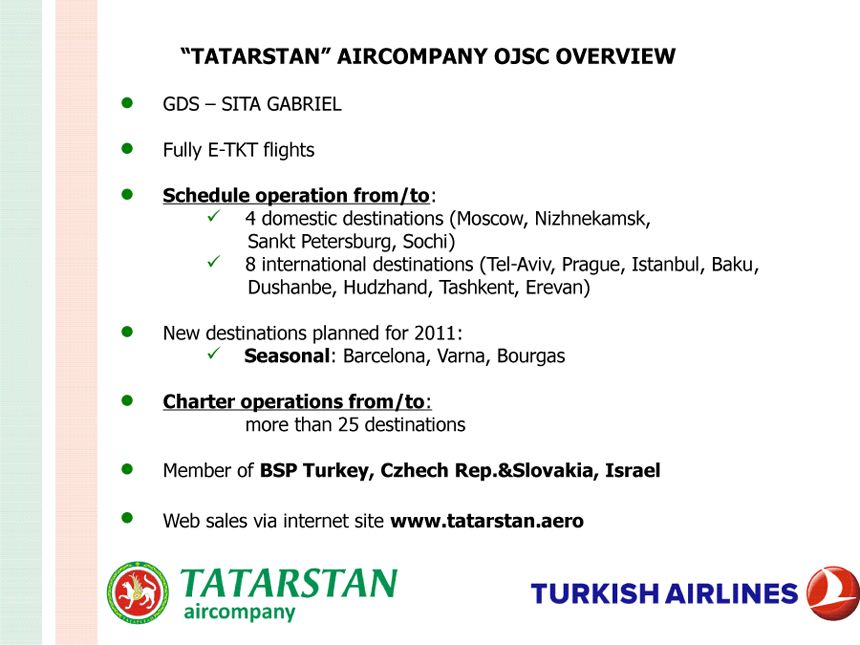 “TATARSTAN” AIRCOMPANY OJSC OVERVIEW
GDS – SITA GABRIEL
Fully E-TKT flights
Schedule operation from/to:
4 domestic destinations (Moscow, Nizhnekamsk,
Sankt Petersburg, Sochi)
8 international destinations (Tel-Aviv, Prague, Istanbul, Baku,
Dushanbe, Hudzhand, Tashkent, Erevan)
New destinations planned for 2011:
Seasonal: Barcelona, Varna, Bourgas
Charter operations from/to:
more than 25 destinations
Member of BSP Turkey, Czhech Rep.&Slovakia, Israel
Web sales via internet site www.tatarstan.aero
TATARSTAN
aircompany
TURKISH AIRLINES